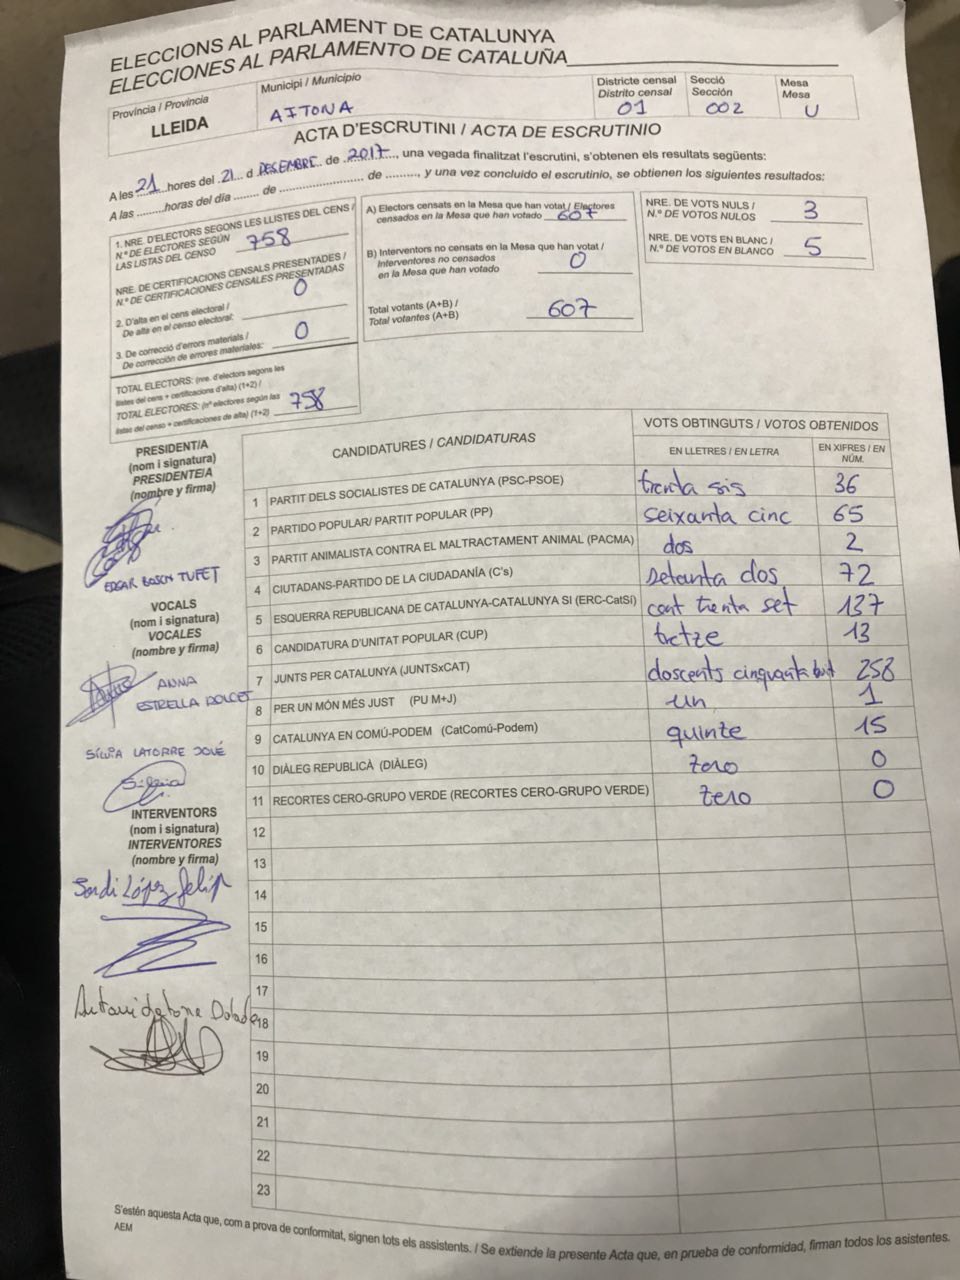 ELECCIONS AL PARLAMENT DE CATALUNYA
ELECCIONES AL PARLAMENTO DE CATALUÑA
Província / Provincia
LLEIDA
Municipi / Municipio
AITONA
Districte censal
Distrito censal
01
Secció
Sección
002
Mesa
Mesa
U
ACTA D'ESCRUTINI / ACTA DE ESCRUTINIO
A les 21 hores del 21 d DESEMBRE de 2017, una vegada finalitzat l'escrutini, s'obtenen els resultats següents:
A las .........horas del día ........ de ........................ de ........., y una vez concluido el escrutinio, se obtienen los siguientes resultados:
1. NRE. D'ELECTORS SEGONS LES LLISTES DEL CENS /
N.º DE ELECTORES SEGÚN
LAS LISTAS DEL CENSO 758
NRE. DE CERTIFICACIONS CENSALS PRESENTADES /
N.º DE CERTIFICACIONES CENSALES PRESENTADAS
2. D'alta en el cens electoral /
De alta en el censo electoral: 0
3. De correcció d'errors materials /
De corrección de errores materiales: 0
TOTAL ELECTORS: (nre. d'electors segons les
llistes del cens + certificacions d'alta) (1+2) /
TOTAL ELECTORES: (nº electores según las
listas del censo + certificaciones de alta) (1+2) 758
A) Electors censats en la Mesa que han votat / Electores
censados en la Mesa que han votado 607
B) Interventors no censats en la Mesa que han votat /
Interventores no censados
en la Mesa que han votado 0
Total votants (A+B) /
Total votantes (A+B) 607
NRE. DE VOTS NULS /
N.º DE VOTOS NULOS 3
NRE. DE VOTS EN BLANC /
N.º DE VOTOS EN BLANCO 5
PRESIDENT/A
(nom i signatura)
PRESIDENTE/A
(nombre y firma)
EDGAR BOSCH TUFET
VOCALS
(nom i signatura)
VOCALES
(nombre y firma)
ANNA
ESTRELLA DOLCET
SÍLVIA LATORRE JOVÉ
Sílvia
INTERVENTORS
(nom i signatura)
INTERVENTORES
(nombre y firma)
Jordi López Felip
CANDIDATURES / CANDIDATURAS
VOTS OBTINGUTS / VOTOS OBTENIDOS
EN LLETRES / EN LETRA
EN XIFRES / EN
NÚM.
1 PARTIT DELS SOCIALISTES DE CATALUNYA (PSC-PSOE) trenta sis 36
2 PARTIDO POPULAR/ PARTIT POPULAR (PP) seixanta cinc 65
3 PARTIT ANIMALISTA CONTRA EL MALTRACTAMENT ANIMAL (PACMA) dos 2
4 CIUTADANS-PARTIDO DE LA CIUDADANÍA (C's) setanta dos 72
5 ESQUERRA REPUBLICANA DE CATALUNYA-CATALUNYA SÍ (ERC-CatSí) cent trenta set 137
6 CANDIDATURA D'UNITAT POPULAR (CUP) tretze 13
7 JUNTS PER CATALUNYA (JUNTSxCAT) doscents cinquanta buit 258
8 PER UN MÓN MÉS JUST (PU M+J) un 1
9 CATALUNYA EN COMÚ-PODEM (CatComú-Podem) quinte 15
10 DIÀLEG REPUBLICÀ (DIÀLEG) zero 0
11 RECORTES CERO-GRUPO VERDE (RECORTES CERO-GRUPO VERDE) zero 0
12
13
14
15
16
17
18
19
20
21
22
23
S'estén aquesta Acta que, com a prova de conformitat, signen tots els assistents. / Se extiende la presente Acta que, en prueba de conformidad, firman todos los asistentes.
AEM